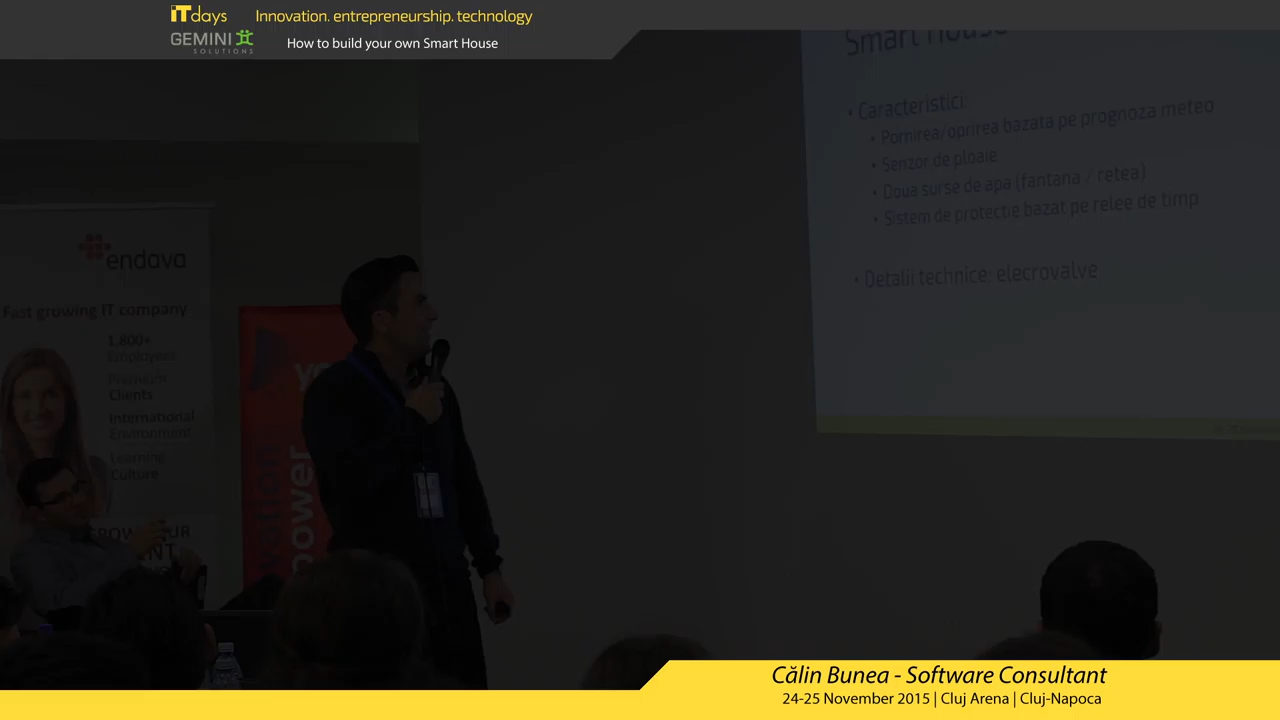 ITdays Innovation. entrepreneurship. technology
GEMINI SOLUTIONS How to build your own Smart House
Smart House
• Caracteristici:
• Pornirea/oprirea bazata pe prognoza meteo
• Senzor de ploaie
• Doua surse de apa (fantana / retea)
• Sistem de protectie bazat pe relee de timp
• Detalii tehnice: elecrovalve
endava
Fast growing IT company
1,800+
Employees
Premium
Clients
International
Environment
Learning
Culture
power
Călin Bunea - Software Consultant
24-25 November 2015 | Cluj Arena | Cluj-Napoca